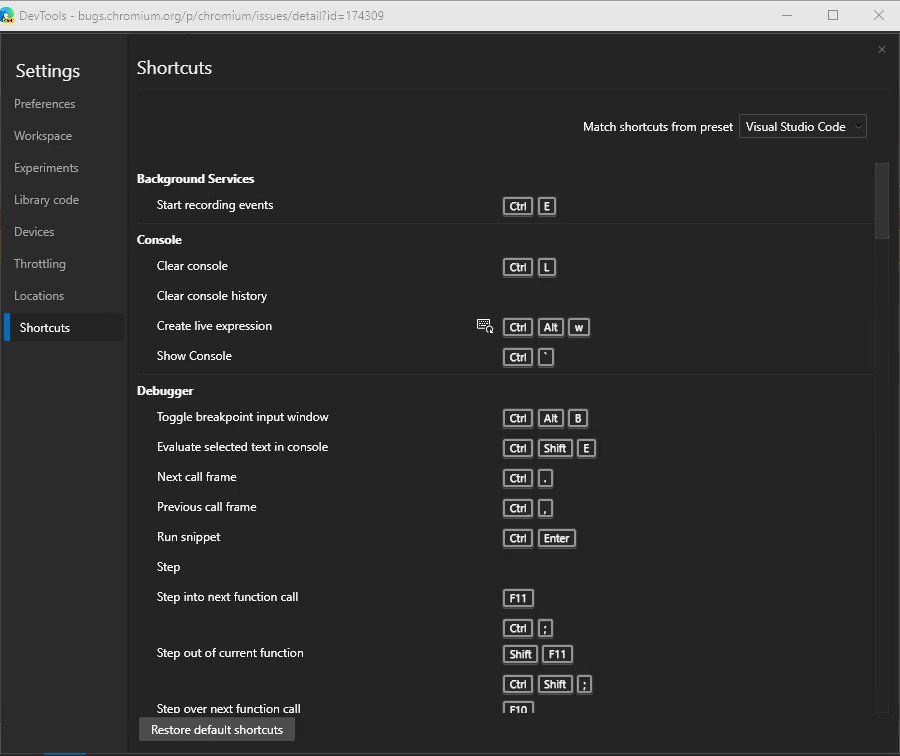 DevTools - bugs.chromium.org/p/chromium/issues/detail?id=174309
Settings
Preferences
Workspace
Experiments
Library code
Devices
Throttling
Locations
Shortcuts
Shortcuts
Match shortcuts from preset Visual Studio Code
Background Services
Start recording events Ctrl E
Console
Clear console Ctrl L
Clear console history
Create live expression Ctrl Alt w
Show Console Ctrl `
Debugger
Toggle breakpoint input window Ctrl Alt B
Evaluate selected text in console Ctrl Shift E
Next call frame Ctrl .
Previous call frame Ctrl ,
Run snippet Ctrl Enter
Step
Step into next function call F11
Ctrl ;
Step out of current function Shift F11
Ctrl Shift ;
Step over next function call F10
Restore default shortcuts